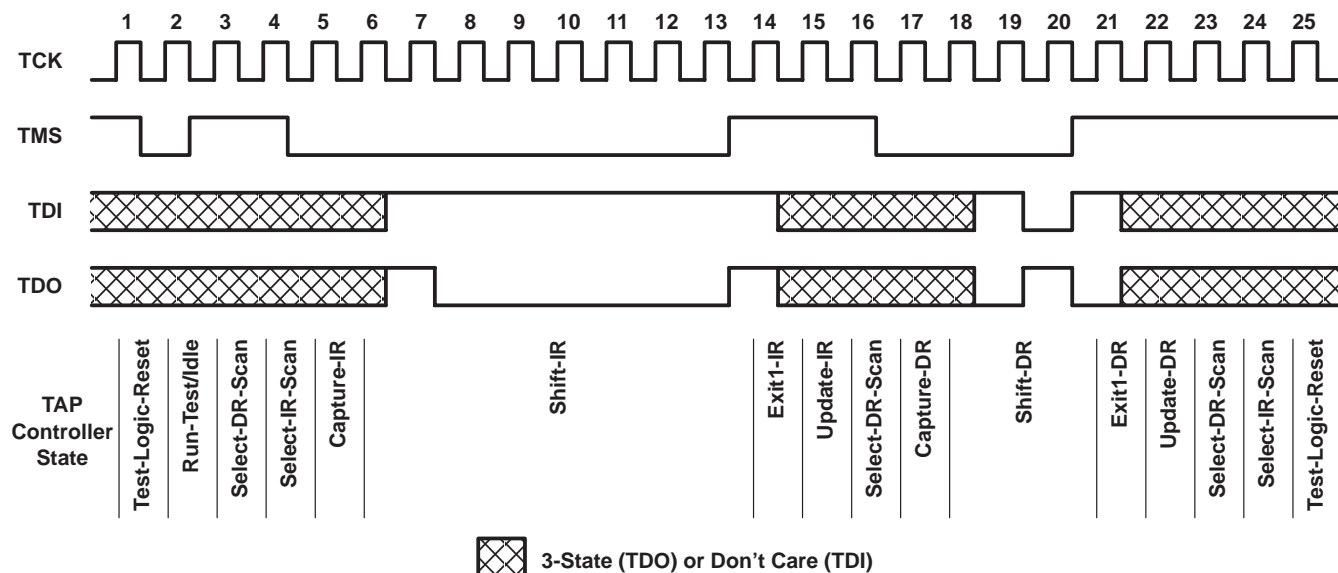 1 2 3 4 5 6 7 8 9 10 11 12 13 14 15 16 17 18 19 20 21 22 23 24 25
TCK
TMS
TDI
TDO
TAP
Controller
State
Test-Logic-Reset
Run-Test/Idle
Select-DR-Scan
Select-IR-Scan
Capture-IR
Shift-IR
Exit1-IR
Update-IR
Select-DR-Scan
Capture-DR
Shift-DR
Exit1-DR
Update-DR
Select-DR-Scan
Select-IR-Scan
Test-Logic-Reset
3-State (TDO) or Don’t Care (TDI)